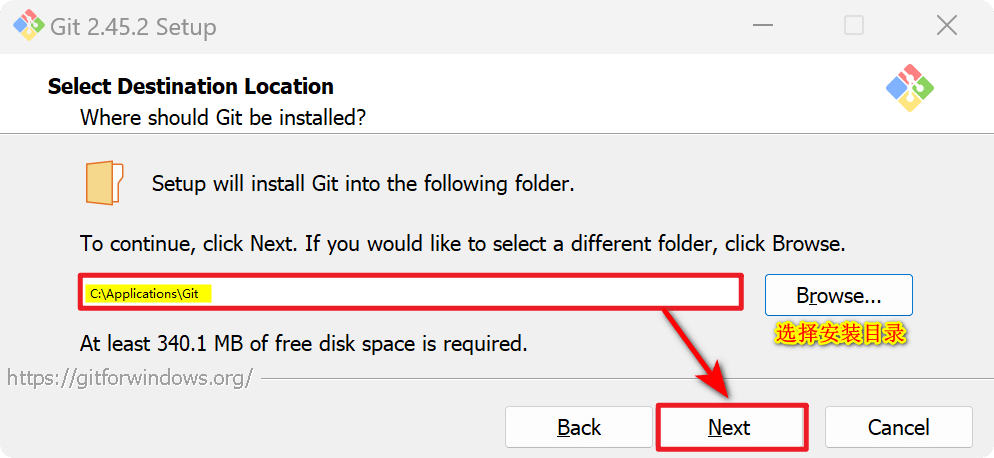 Git 2.45.2 Setup
Select Destination Location
Where should Git be installed?
Setup will install Git into the following folder.
To continue, click Next. If you would like to select a different folder, click Browse.
C:\Applications\Git
Browse...
选择安装目录
At least 340.1 MB of free disk space is required.
https://gitforwindows.org/
Back
Next
Cancel